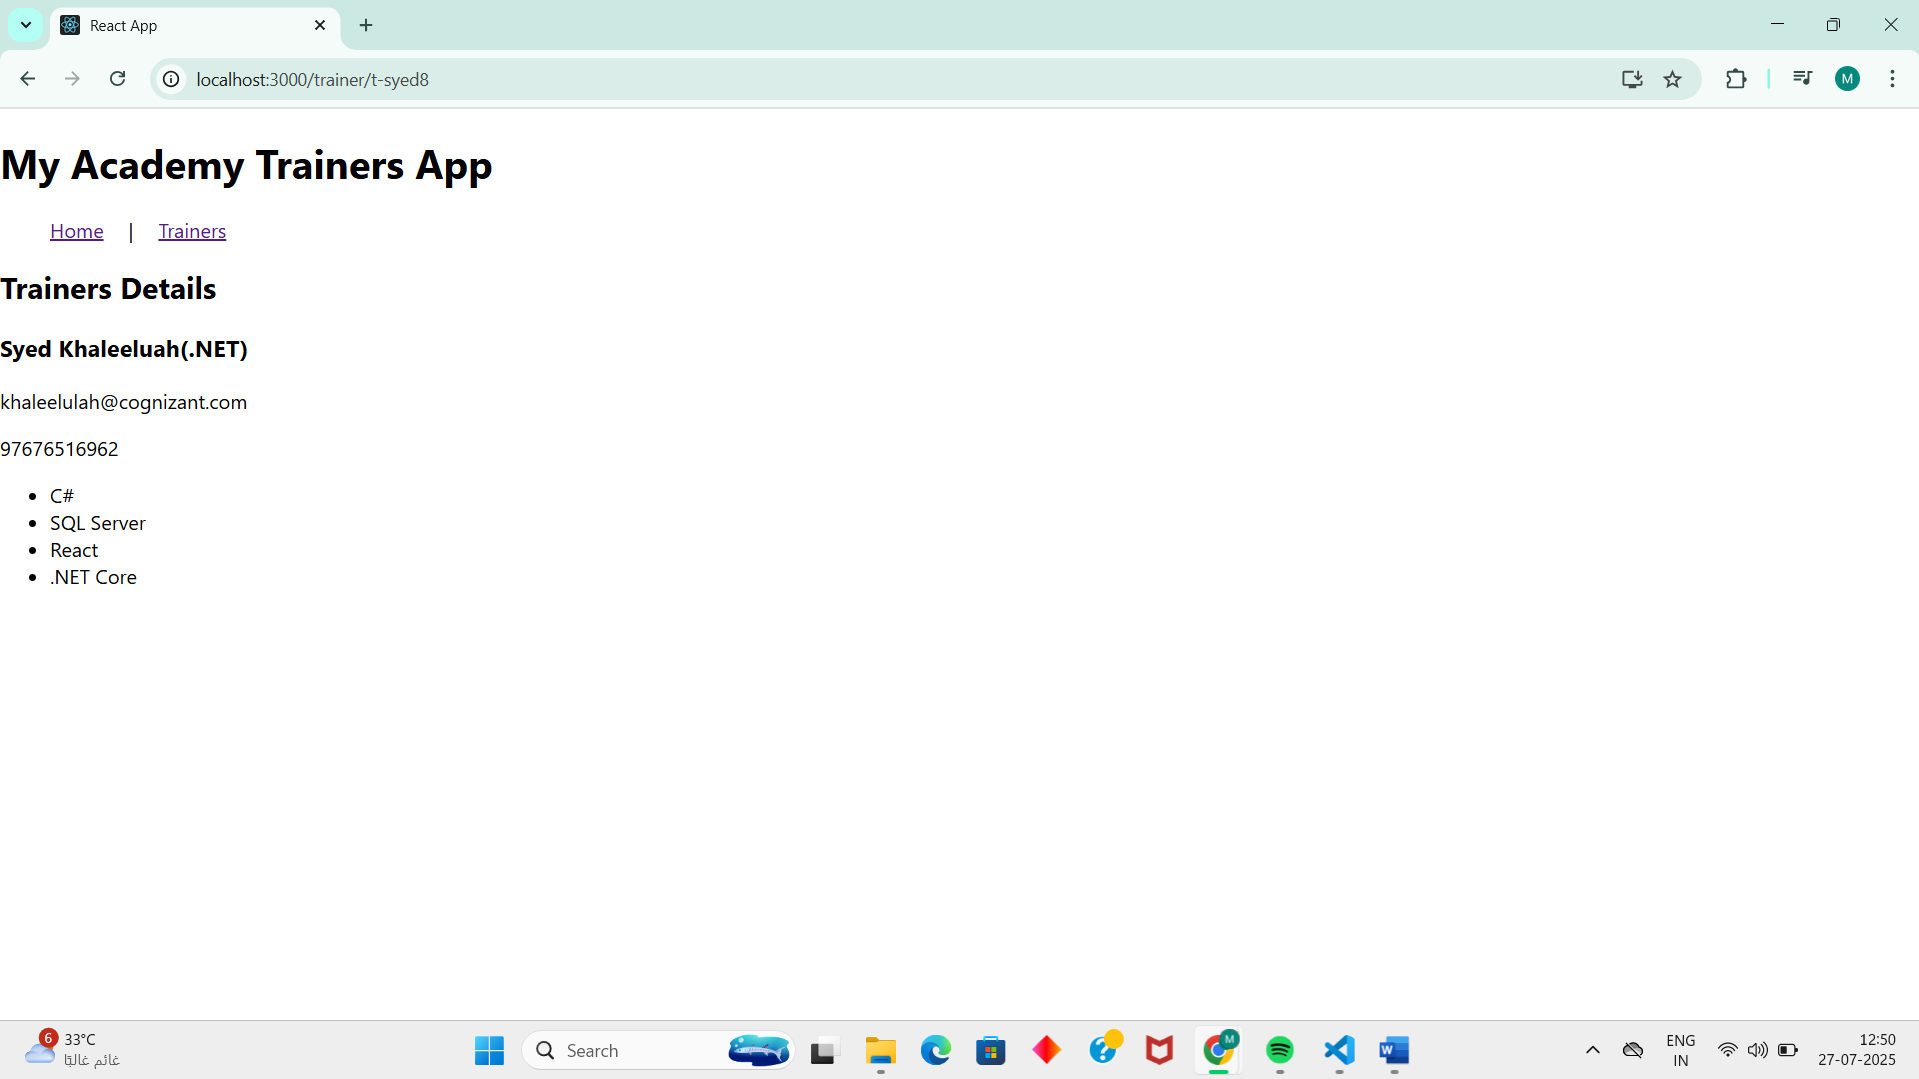 React App
localhost:3000/trainer/t-syed8
M
My Academy Trainers App
Home | Trainers
Trainers Details
Syed Khaleeluah(.NET)
khaleelulah@cognizant.com
97676516962
C#
SQL Server
React
.NET Core
6
33°C
غائم غالبًا
Search
M
ENG
IN
12:50
27-07-2025